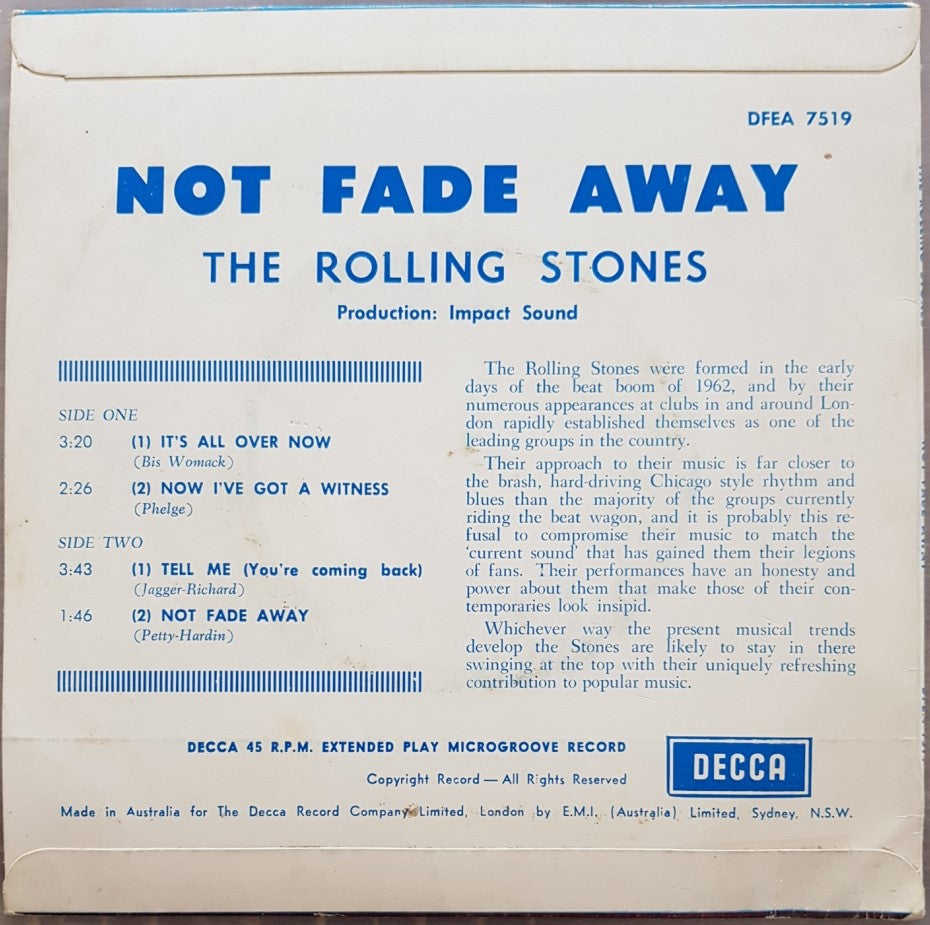 DFEA 7519
NOT FADE AWAY
THE ROLLING STONES
Production: Impact Sound
SIDE ONE
3:20 (1) IT'S ALL OVER NOW
(Bis Womack)
2:26 (2) NOW I'VE GOT A WITNESS
(Phelge)
SIDE TWO
3:43 (1) TELL ME (You're coming back)
(Jagger-Richard)
1:46 (2) NOT FADE AWAY
(Petty-Hardin)
The Rolling Stones were formed in the early
days of the beat boom of 1962, and by their
numerous appearances at clubs in and around Lon-
don rapidly established themselves as one of the
leading groups in the country.
Their approach to their music is far closer to
the brash, hard-driving Chicago style rhythm and
blues than the majority of the groups currently
riding the beat wagon, and it is probably this re-
fusal to compromise their music to match the
'current sound' that has gained them their legions
of fans. Their performances have an honesty and
power about them that make those of their con-
temporaries look insipid.
Whichever way the present musical trends
develop the Stones are likely to stay in there
swinging at the top with their uniquely refreshing
contribution to popular music.
DECCA 45 R.P.M. EXTENDED PLAY MICROGROOVE RECORD
Copyright Record — All Rights Reserved
DECCA
Made in Australia for The Decca Record Company Limited, London by E.M.I. (Australia) Limited, Sydney. N.S.W.